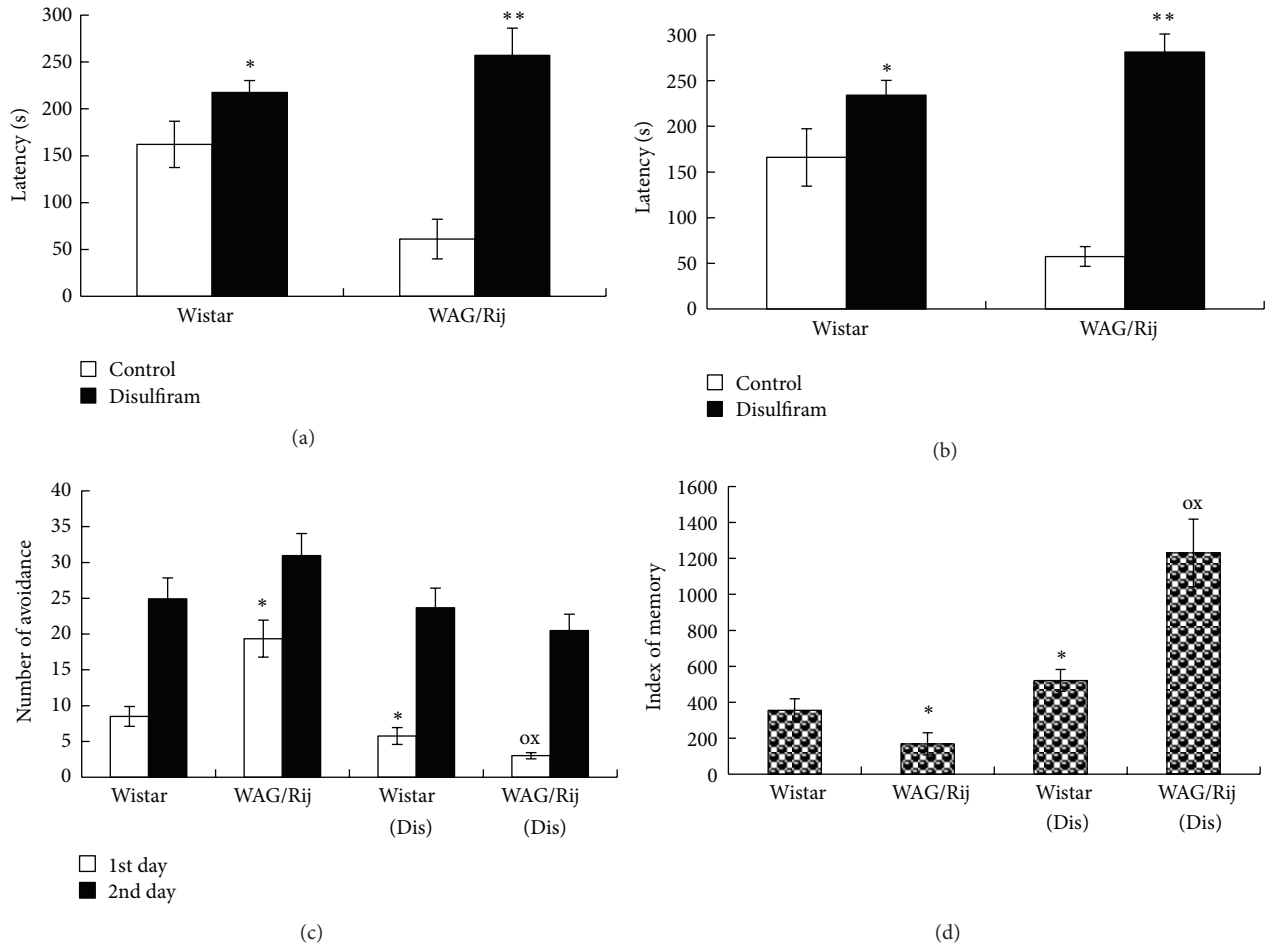 300
250
200
150
100
50
0
Latency (s)
*
**
Wistar
WAG/Rij
Control
Disulfiram
(a)
300
250
200
150
100
50
0
Latency (s)
*
**
Wistar
WAG/Rij
Control
Disulfiram
(b)
40
35
30
25
20
15
10
5
0
Number of avoidance
*
*
ox
Wistar
WAG/Rij
Wistar
(Dis)
WAG/Rij
(Dis)
1st day
2nd day
(c)
1600
1400
1200
1000
800
600
400
200
0
Index of memory
*
*
ox
Wistar
WAG/Rij
Wistar
(Dis)
WAG/Rij
(Dis)
(d)